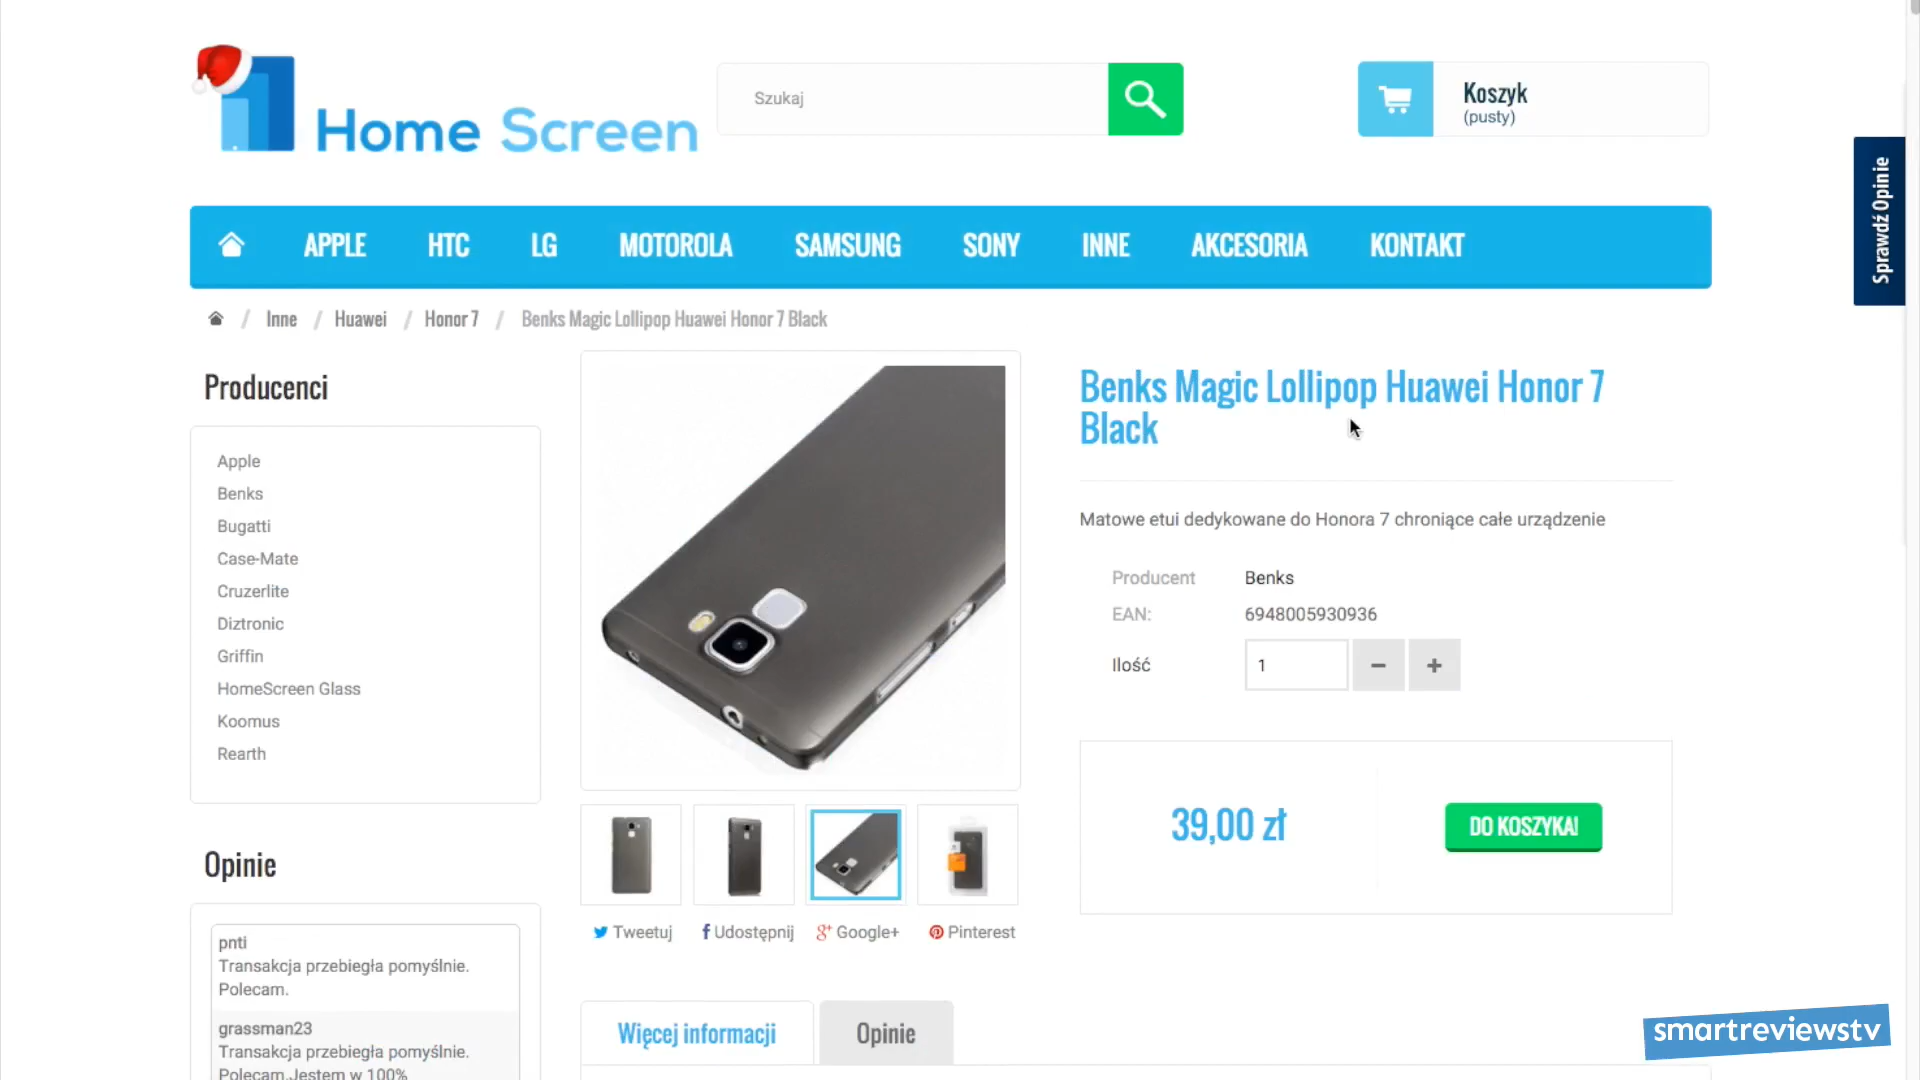 Home Screen
Szukaj
Koszyk
(pusty)
Sprawdź Opinie
APPLE HTC LG MOTOROLA SAMSUNG SONY INNE AKCESORIA KONTAKT
/ Inne / Huawei / Honor 7 / Benks Magic Lollipop Huawei Honor 7 Black
Producenci
Apple
Benks
Bugatti
Case-Mate
Cruzerlite
Diztronic
Griffin
HomeScreen Glass
Koomus
Rearth
Opinie
pnti
Transakcja przebiegła pomyślnie.
Polecam.
grassman23
Transakcja przebiegła pomyślnie.
Polecam.Jestem w 100%
Tweetuj Udostępnij Google+ Pinterest
Benks Magic Lollipop Huawei Honor 7
Black
Matowe etui dedykowane do Honora 7 chroniące całe urządzenie
Producent Benks
EAN: 6948005930936
Ilość 1 − +
39,00 zł DO KOSZYKA!
Więcej informacji Opinie
smartreviewstv